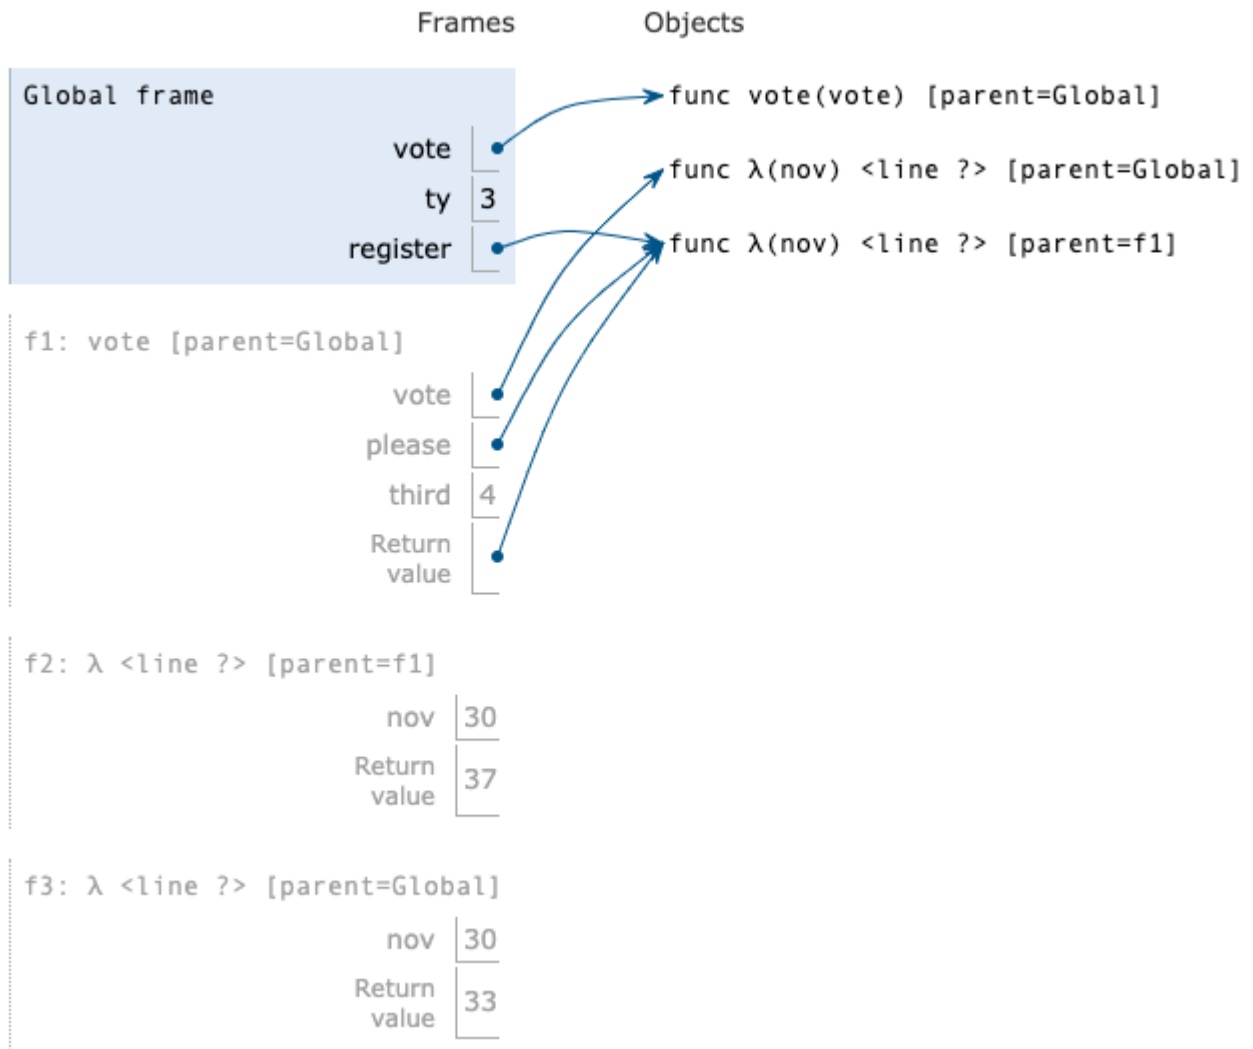 Frames Objects
Global frame
func vote(vote) [parent=Global]
vote
func λ(nov) <line ?> [parent=Global]
ty 3
register
func λ(nov) <line ?> [parent=f1]
f1: vote [parent=Global]
vote
please
third 4
Return
value
f2: λ <line ?> [parent=f1]
nov 30
Return
value 37
f3: λ <line ?> [parent=Global]
nov 30
Return
value 33